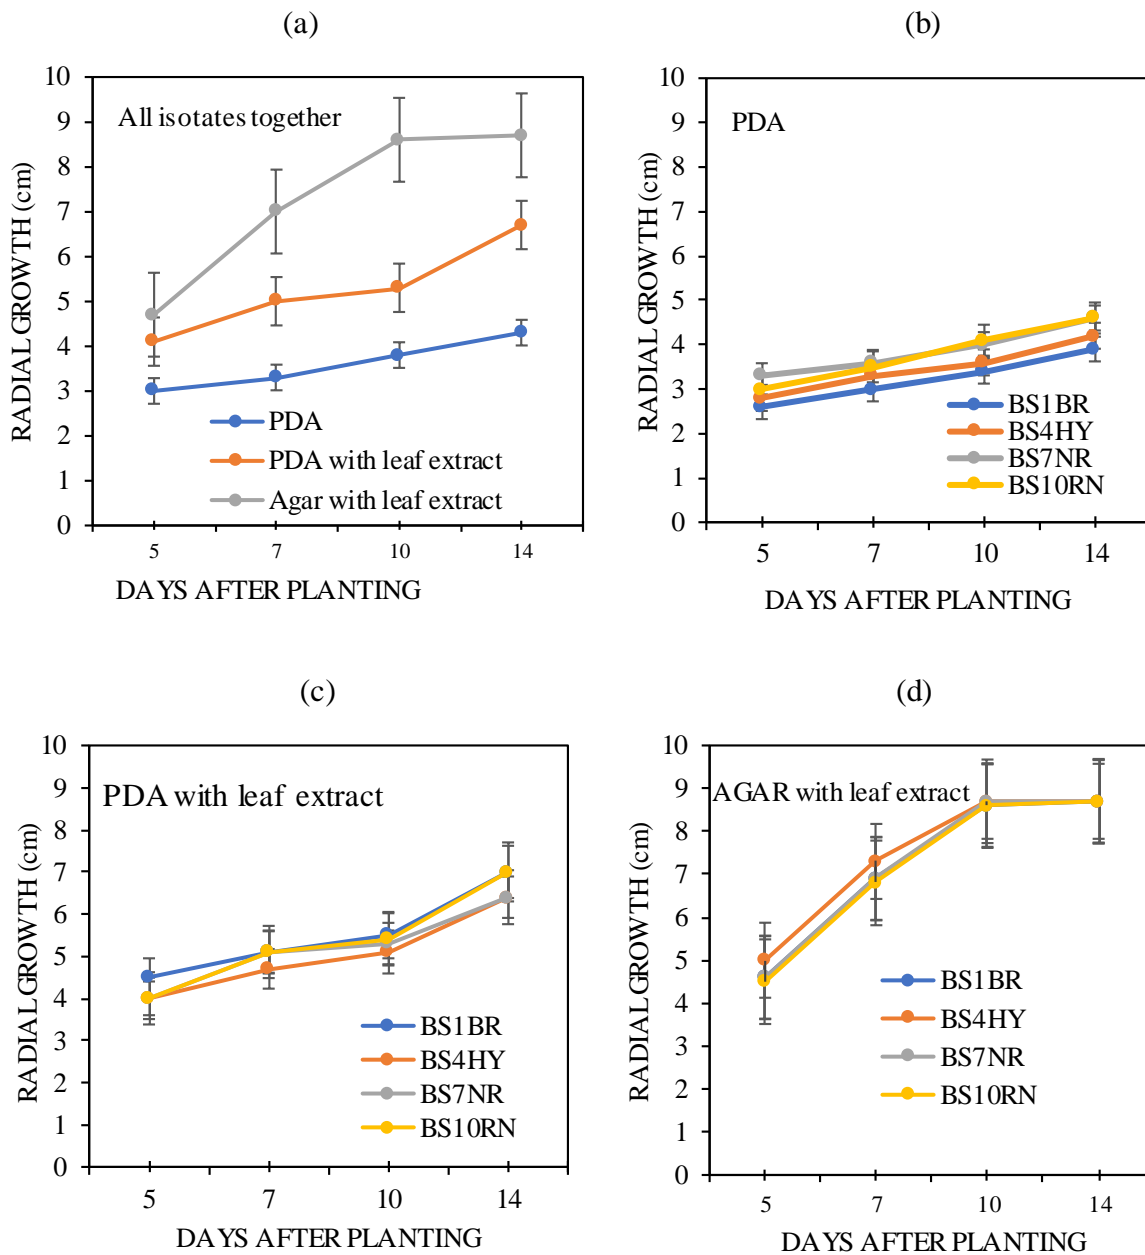 (a)
All isotates together
RADIAL GROWTH (cm)
10
9
8
7
6
5
4
3
2
1
0
PDA
PDA with leaf extract
Agar with leaf extract
5 7 10 14
DAYS AFTER PLANTING
(b)
PDA
RADIAL GROWTH (cm)
10
9
8
7
6
5
4
3
2
1
0
BS1BR
BS4HY
BS7NR
BS10RN
5 7 10 14
DAYS AFTER PLANTING
(c)
PDA with leaf extract
RADIAL GROWTH (cm)
10
9
8
7
6
5
4
3
2
1
0
BS1BR
BS4HY
BS7NR
BS10RN
5 7 10 14
DAYS AFTER PLANTING
(d)
AGAR with leaf extract
RADIAL GROWTH (cm)
10
9
8
7
6
5
4
3
2
1
0
BS1BR
BS4HY
BS7NR
BS10RN
5 7 10 14
DAYS AFTER PLANTING